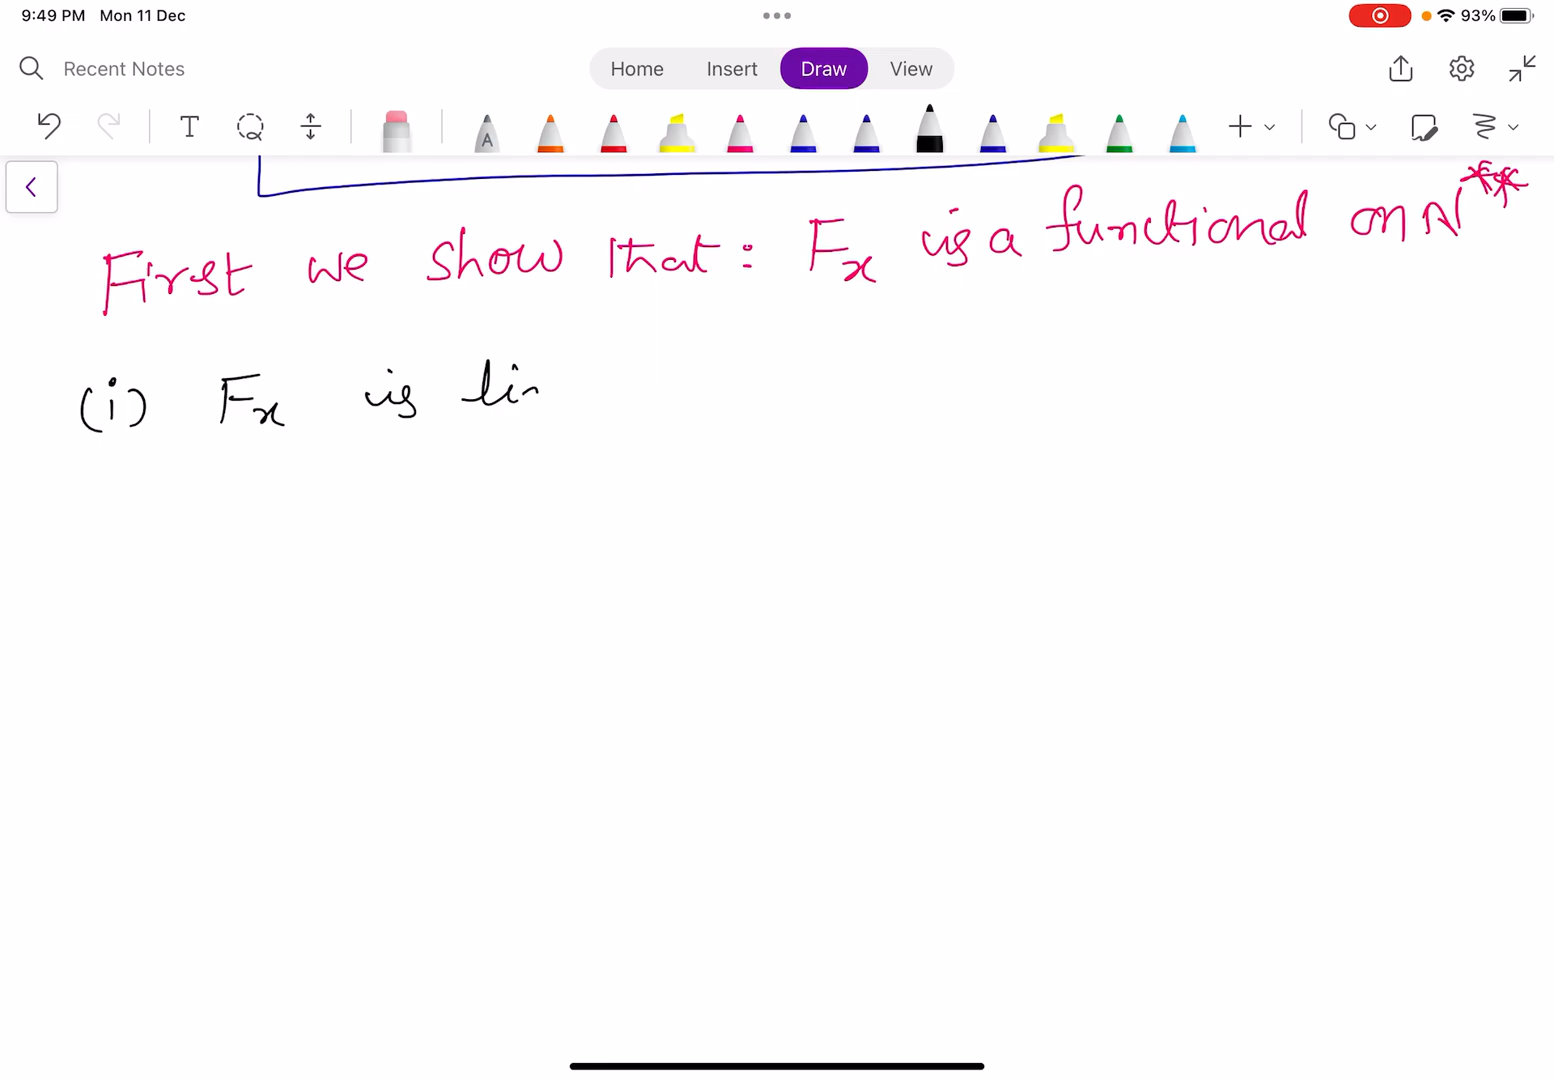 9:49 PM Mon 11 Dec 93%
Recent Notes Home Insert Draw View
T A
First we show that : Fx is a functional on N**
(i) Fx is lin